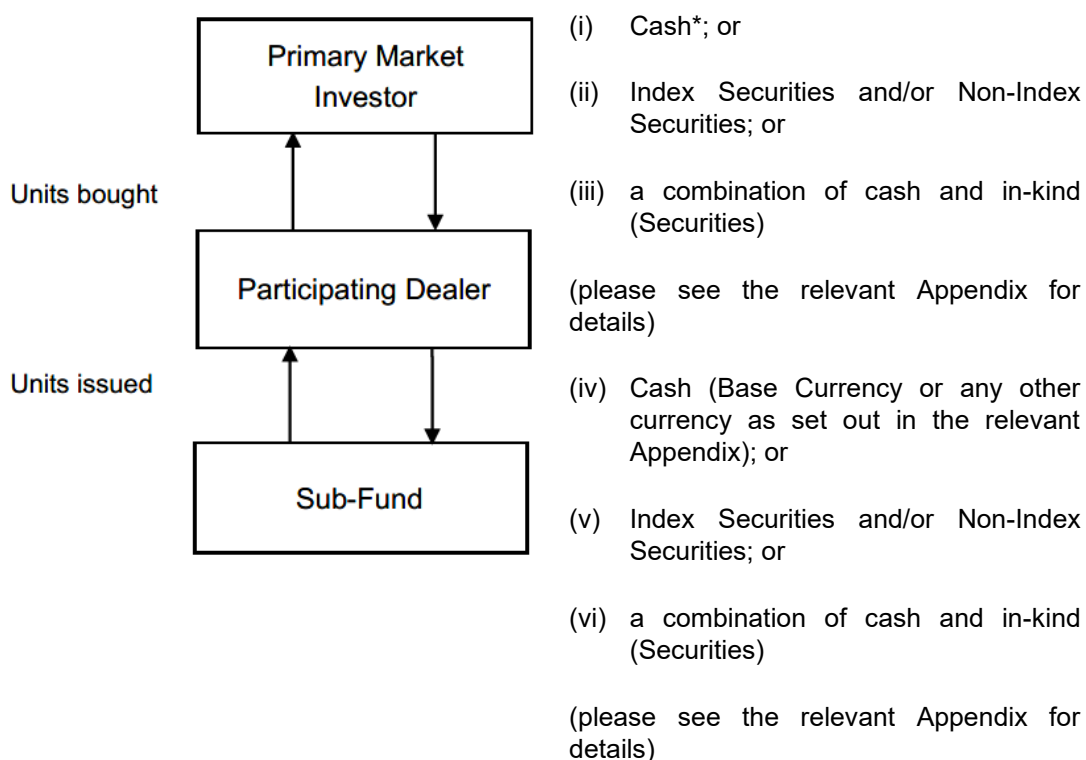 Primary Market
Investor
Units bought
Participating Dealer
Units issued
Sub-Fund
(i) Cash*; or
(ii) Index Securities and/or Non-Index
Securities; or
(iii) a combination of cash and in-kind
(Securities)
(please see the relevant Appendix for
details)
(iv) Cash (Base Currency or any other
currency as set out in the relevant
Appendix); or
(v) Index Securities and/or Non-Index
Securities; or
(vi) a combination of cash and in-kind
(Securities)
(please see the relevant Appendix for
details)